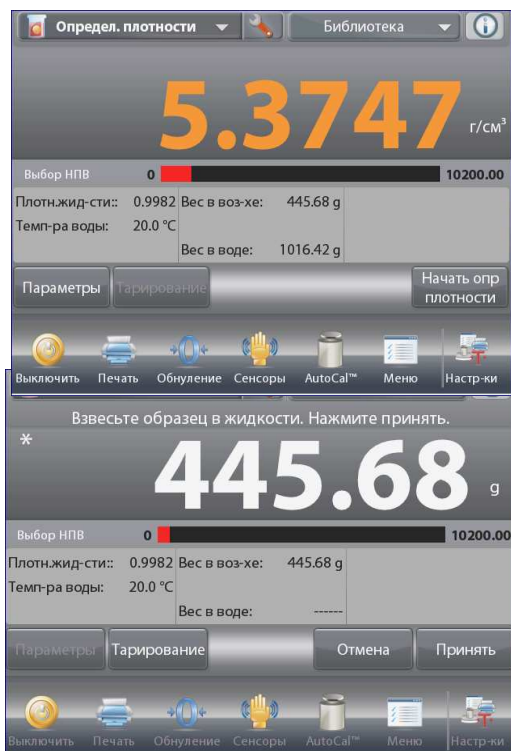 Определ. плотности Библиотека
5.3747 г/см³
Выбор НПВ 0 10200.00
Плотн.жид-сти:: 0.9982 Вес в воз-хе: 445.68 g
Темп-ра воды: 20.0 °C
Вес в воде: 1016.42 g
Параметры Тарирование Начать опр плотности
Выключить Печать Обнуление Сенсоры AutoCal™ Меню Настр-ки
Взвесьте образец в жидкости. Нажмите принять.
* 445.68 g
Выбор НПВ 0 10200.00
Плотн.жид-сти:: 0.9982 Вес в воз-хе: 445.68 g
Темп-ра воды: 20.0 °C
Вес в воде: ------
Параметры Тарирование Отмена Принять
Выключить Печать Обнуление Сенсоры AutoCal™ Меню Настр-ки